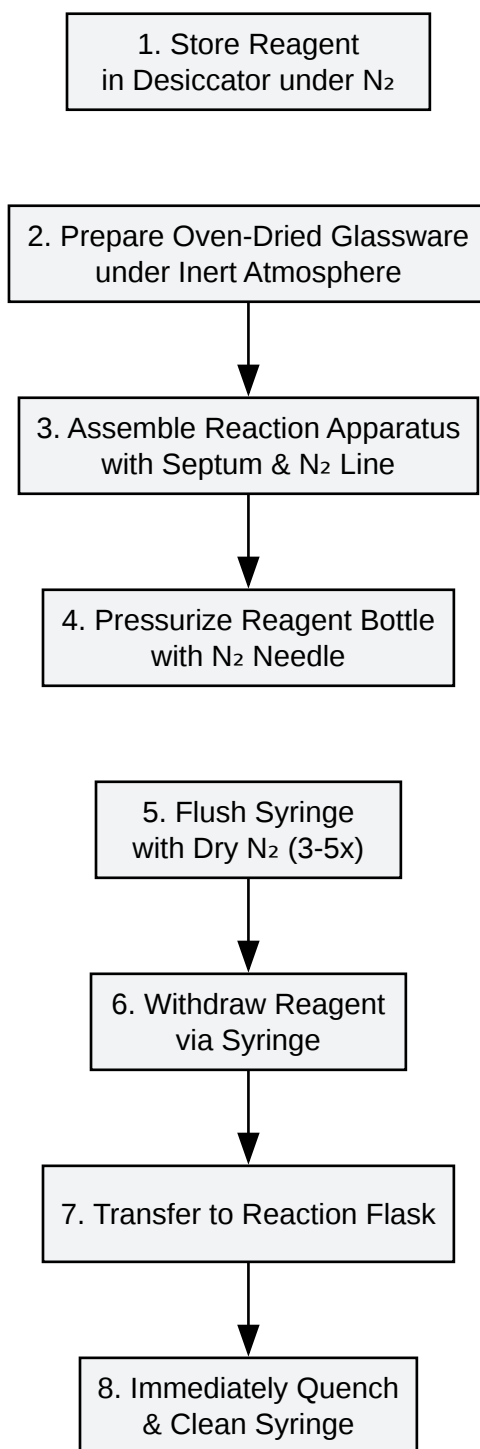 1. Store Reagent
in Desiccator under N₂
2. Prepare Oven-Dried Glassware
under Inert Atmosphere
3. Assemble Reaction Apparatus
with Septum & N₂ Line
4. Pressurize Reagent Bottle
with N₂ Needle
5. Flush Syringe
with Dry N₂ (3-5x)
6. Withdraw Reagent
via Syringe
7. Transfer to Reaction Flask
8. Immediately Quench
& Clean Syringe